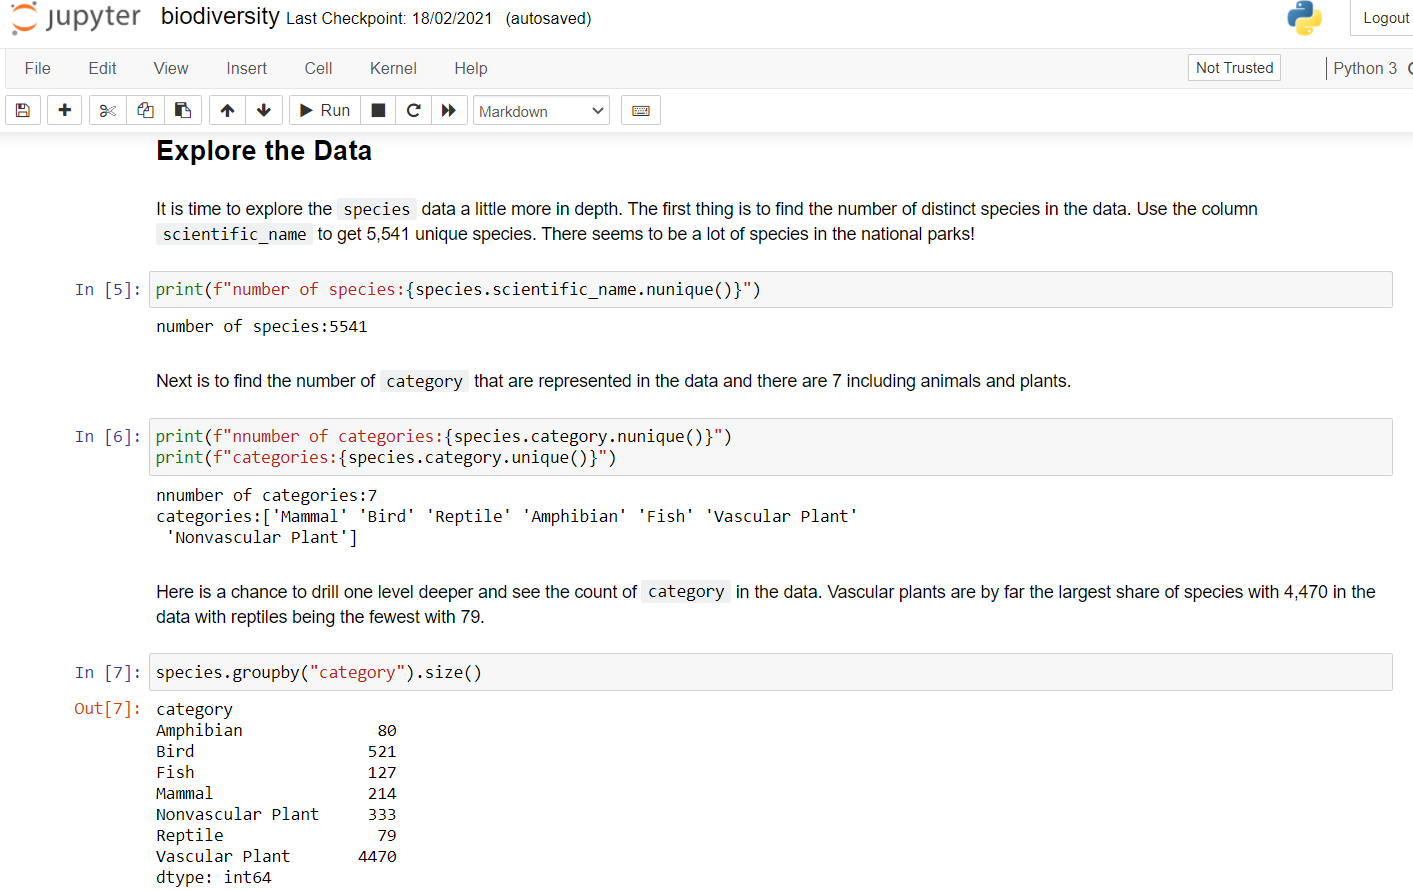 jupyter biodiversity Last Checkpoint: 18/02/2021 (autosaved) Logout
File Edit View Insert Cell Kernel Help Not Trusted Python 3
Run Markdown
Explore the Data
It is time to explore the species data a little more in depth. The first thing is to find the number of distinct species in the data. Use the column
scientific_name to get 5,541 unique species. There seems to be a lot of species in the national parks!
In [5]: print(f"number of species:{species.scientific_name.nunique()}")
number of species:5541
Next is to find the number of category that are represented in the data and there are 7 including animals and plants.
In [6]: print(f"nnumber of categories:{species.category.nunique()}")
print(f"categories:{species.category.unique()}")
nnumber of categories:7
categories:['Mammal' 'Bird' 'Reptile' 'Amphibian' 'Fish' 'Vascular Plant'
 'Nonvascular Plant']
Here is a chance to drill one level deeper and see the count of category in the data. Vascular plants are by far the largest share of species with 4,470 in the
data with reptiles being the fewest with 79.
In [7]: species.groupby("category").size()
Out[7]: category
Amphibian 80
Bird 521
Fish 127
Mammal 214
Nonvascular Plant 333
Reptile 79
Vascular Plant 4470
dtype: int64